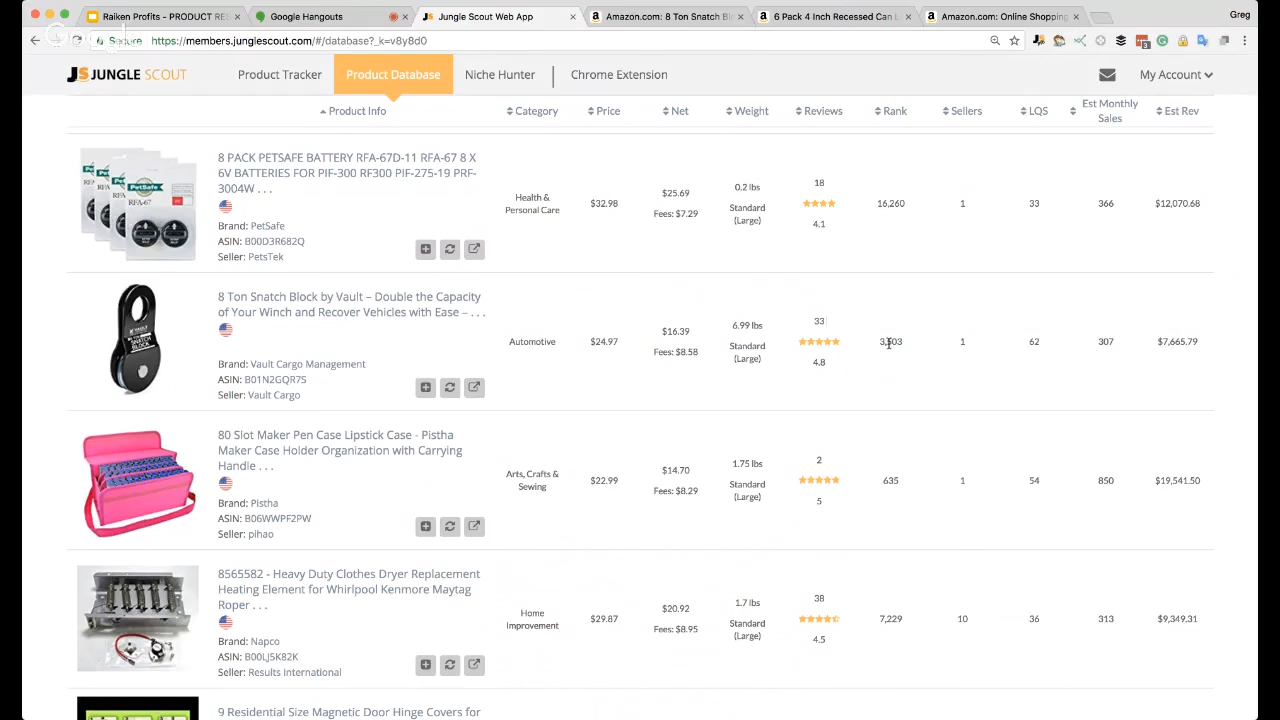 Raiken Profits - PRODUCT RES
Google Hangouts
Jungle Scout Web App
Amazon.com: 8 Ton Snatch Bl
6 Pack 4 Inch Recessed Can L
Amazon.com: Online Shopping
Greg
Secure
https://members.junglescout.com/#/database?_k=v8y8d0
JS JUNGLE SCOUT
Product Tracker
Product Database
Niche Hunter
Chrome Extension
My Account
Product Info
Category
Price
Net
Weight
Reviews
Rank
Sellers
LQS
Est Monthly
Sales
Est Rev
8 PACK PETSAFE BATTERY RFA-67D-11 RFA-67 8 X
6V BATTERIES FOR PIF-300 RF300 PIF-275-19 PRF-
3004W . . .
Brand: PetSafe
ASIN: B00D3R682Q
Seller: PetsTek
Health &
Personal Care
$32.98
$25.69
Fees: $7.29
0.2 lbs
Standard
(Large)
18
4.1
16,260
1
33
366
$12,070.68
8 Ton Snatch Block by Vault – Double the Capacity
of Your Winch and Recover Vehicles with Ease – . . .
Brand: Vault Cargo Management
ASIN: B01N2GQR7S
Seller: Vault Cargo
Automotive
$24.97
$16.39
Fees: $8.58
6.99 lbs
Standard
(Large)
33
4.8
1
62
307
$7,665.79
80 Slot Maker Pen Case Lipstick Case - Pistha
Maker Case Holder Organization with Carrying
Handle . . .
Brand: Pistha
ASIN: B06WWPF2PW
Seller: pihao
Arts, Crafts &
Sewing
$22.99
$14.70
Fees: $8.29
1.75 lbs
Standard
(Large)
2
5
635
1
54
850
$19,541.50
8565582 - Heavy Duty Clothes Dryer Replacement
Heating Element for Whirlpool Kenmore Maytag
Roper . . .
Brand: Napco
ASIN: B00LJ5K82K
Seller: Results International
Home
Improvement
$29.87
$20.92
Fees: $8.95
1.7 lbs
Standard
(Large)
38
4.5
7,229
10
36
313
$9,349.31
9 Residential Size Magnetic Door Hinge Covers for